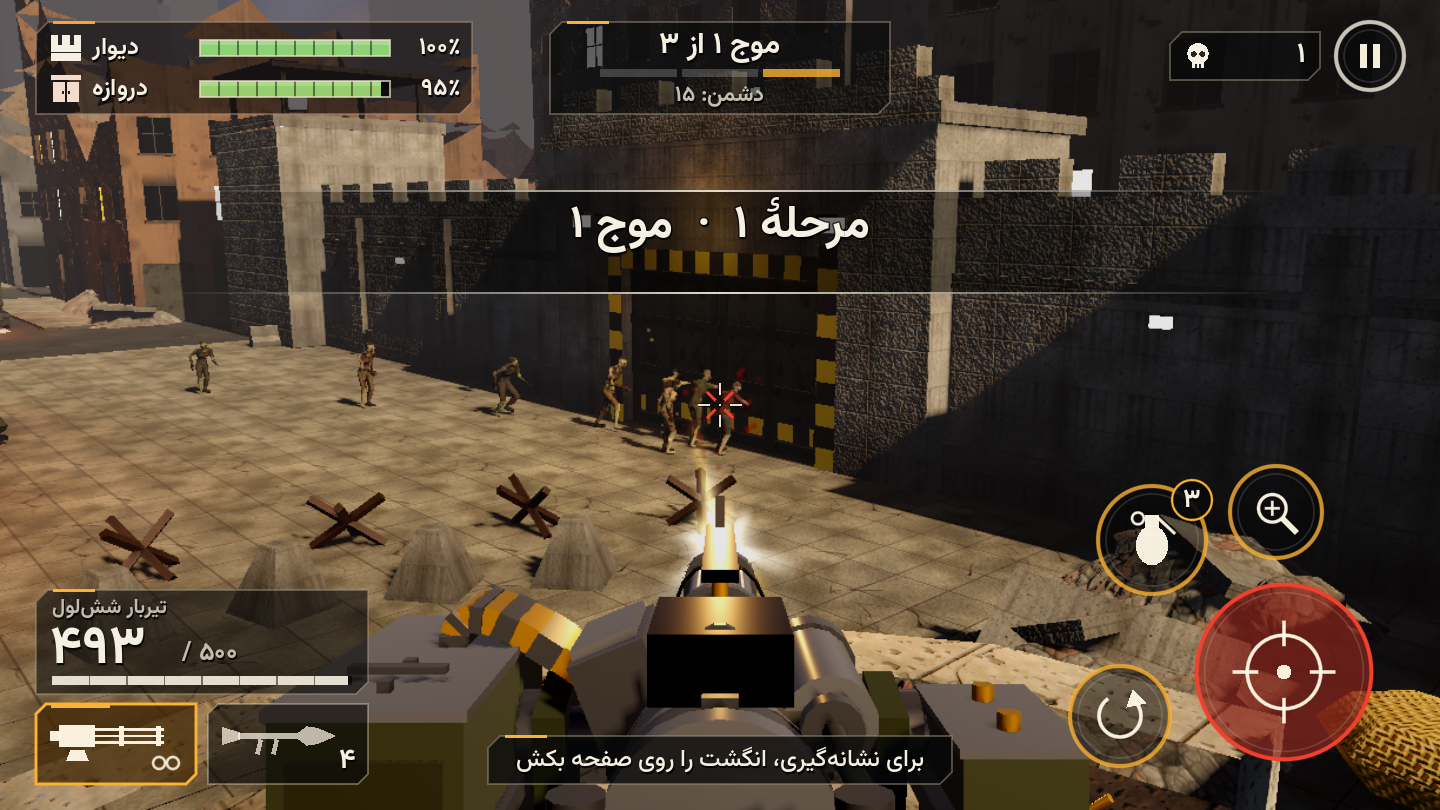 دیوار ۱۰۰٪
دروازه ۹۵٪
موج ۱ از ۳
دشمن: ۱۵
۱
مرحلهٔ ۱ · موج ۱
۳
تیربار شش‌لول
۴۹۳ / ۵۰۰
∞
۴
برای نشانه‌گیری، انگشت را روی صفحه بکش